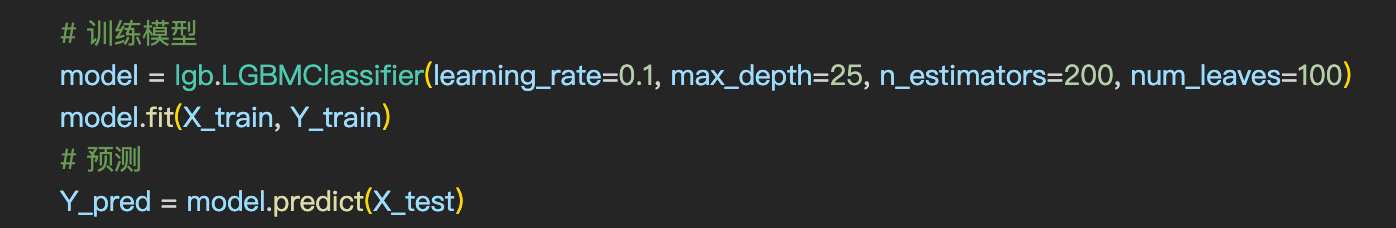 # 训练模型
model = lgb.LGBMClassifier(learning_rate=0.1, max_depth=25, n_estimators=200, num_leaves=100)
model.fit(X_train, Y_train)
# 预测
Y_pred = model.predict(X_test)